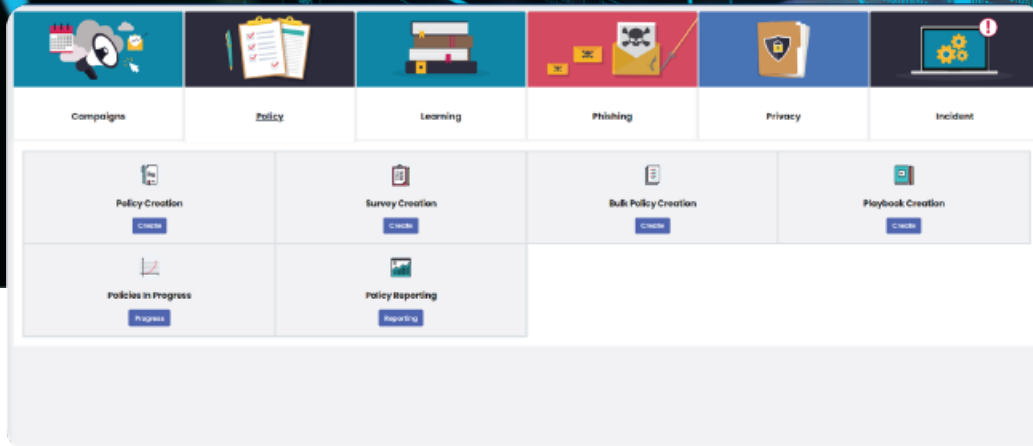 Campaigns
Policy
Learning
Phishing
Privacy
Incident
Policy Creation
Survey Creation
Bulk Policy Creation
Playbook Creation
Create
Create
Create
Create
Policies In Progress
Policy Reporting
Progress
Reporting